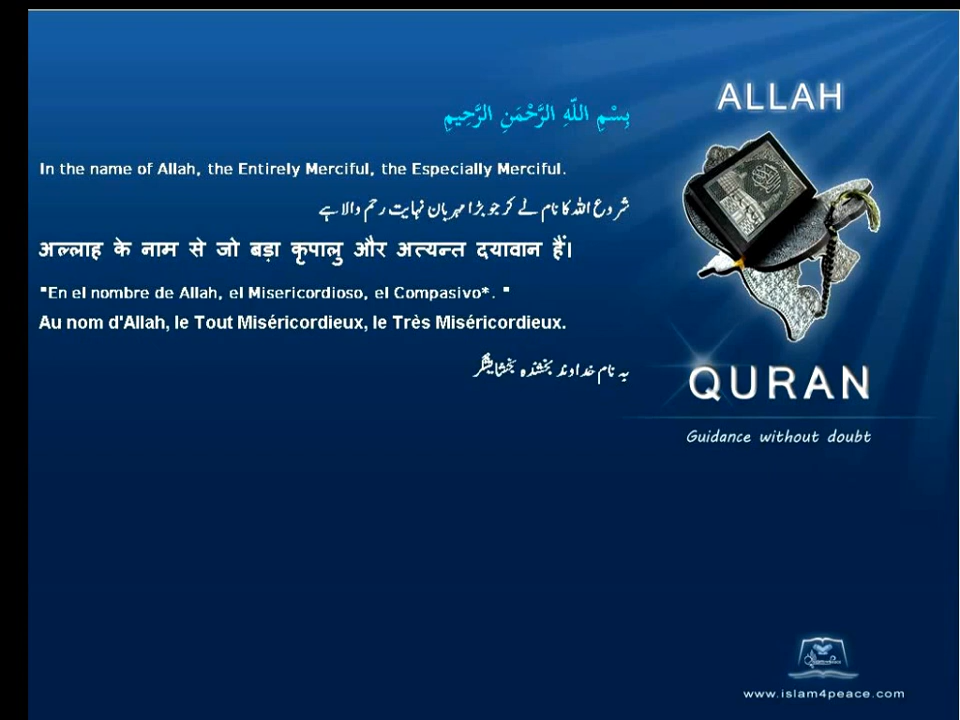 بِسْمِ اللّهِ الرَّحْمَنِ الرَّحِيمِ
In the name of Allah, the Entirely Merciful, the Especially Merciful.
شروع الله کا نام لے کر جو بڑا مہربان نہایت رحم والا ہے
अल्लाह के नाम से जो बड़ा कृपालु और अत्यन्त दयावान हैं।
"En el nombre de Allah, el Misericordioso, el Compasivo*. "
Au nom d'Allah, le Tout Miséricordieux, le Très Miséricordieux.
به نام خداوند بخشنده بخشایشگر
ALLAH
QURAN
Guidance without doubt
www.islam4peace.com